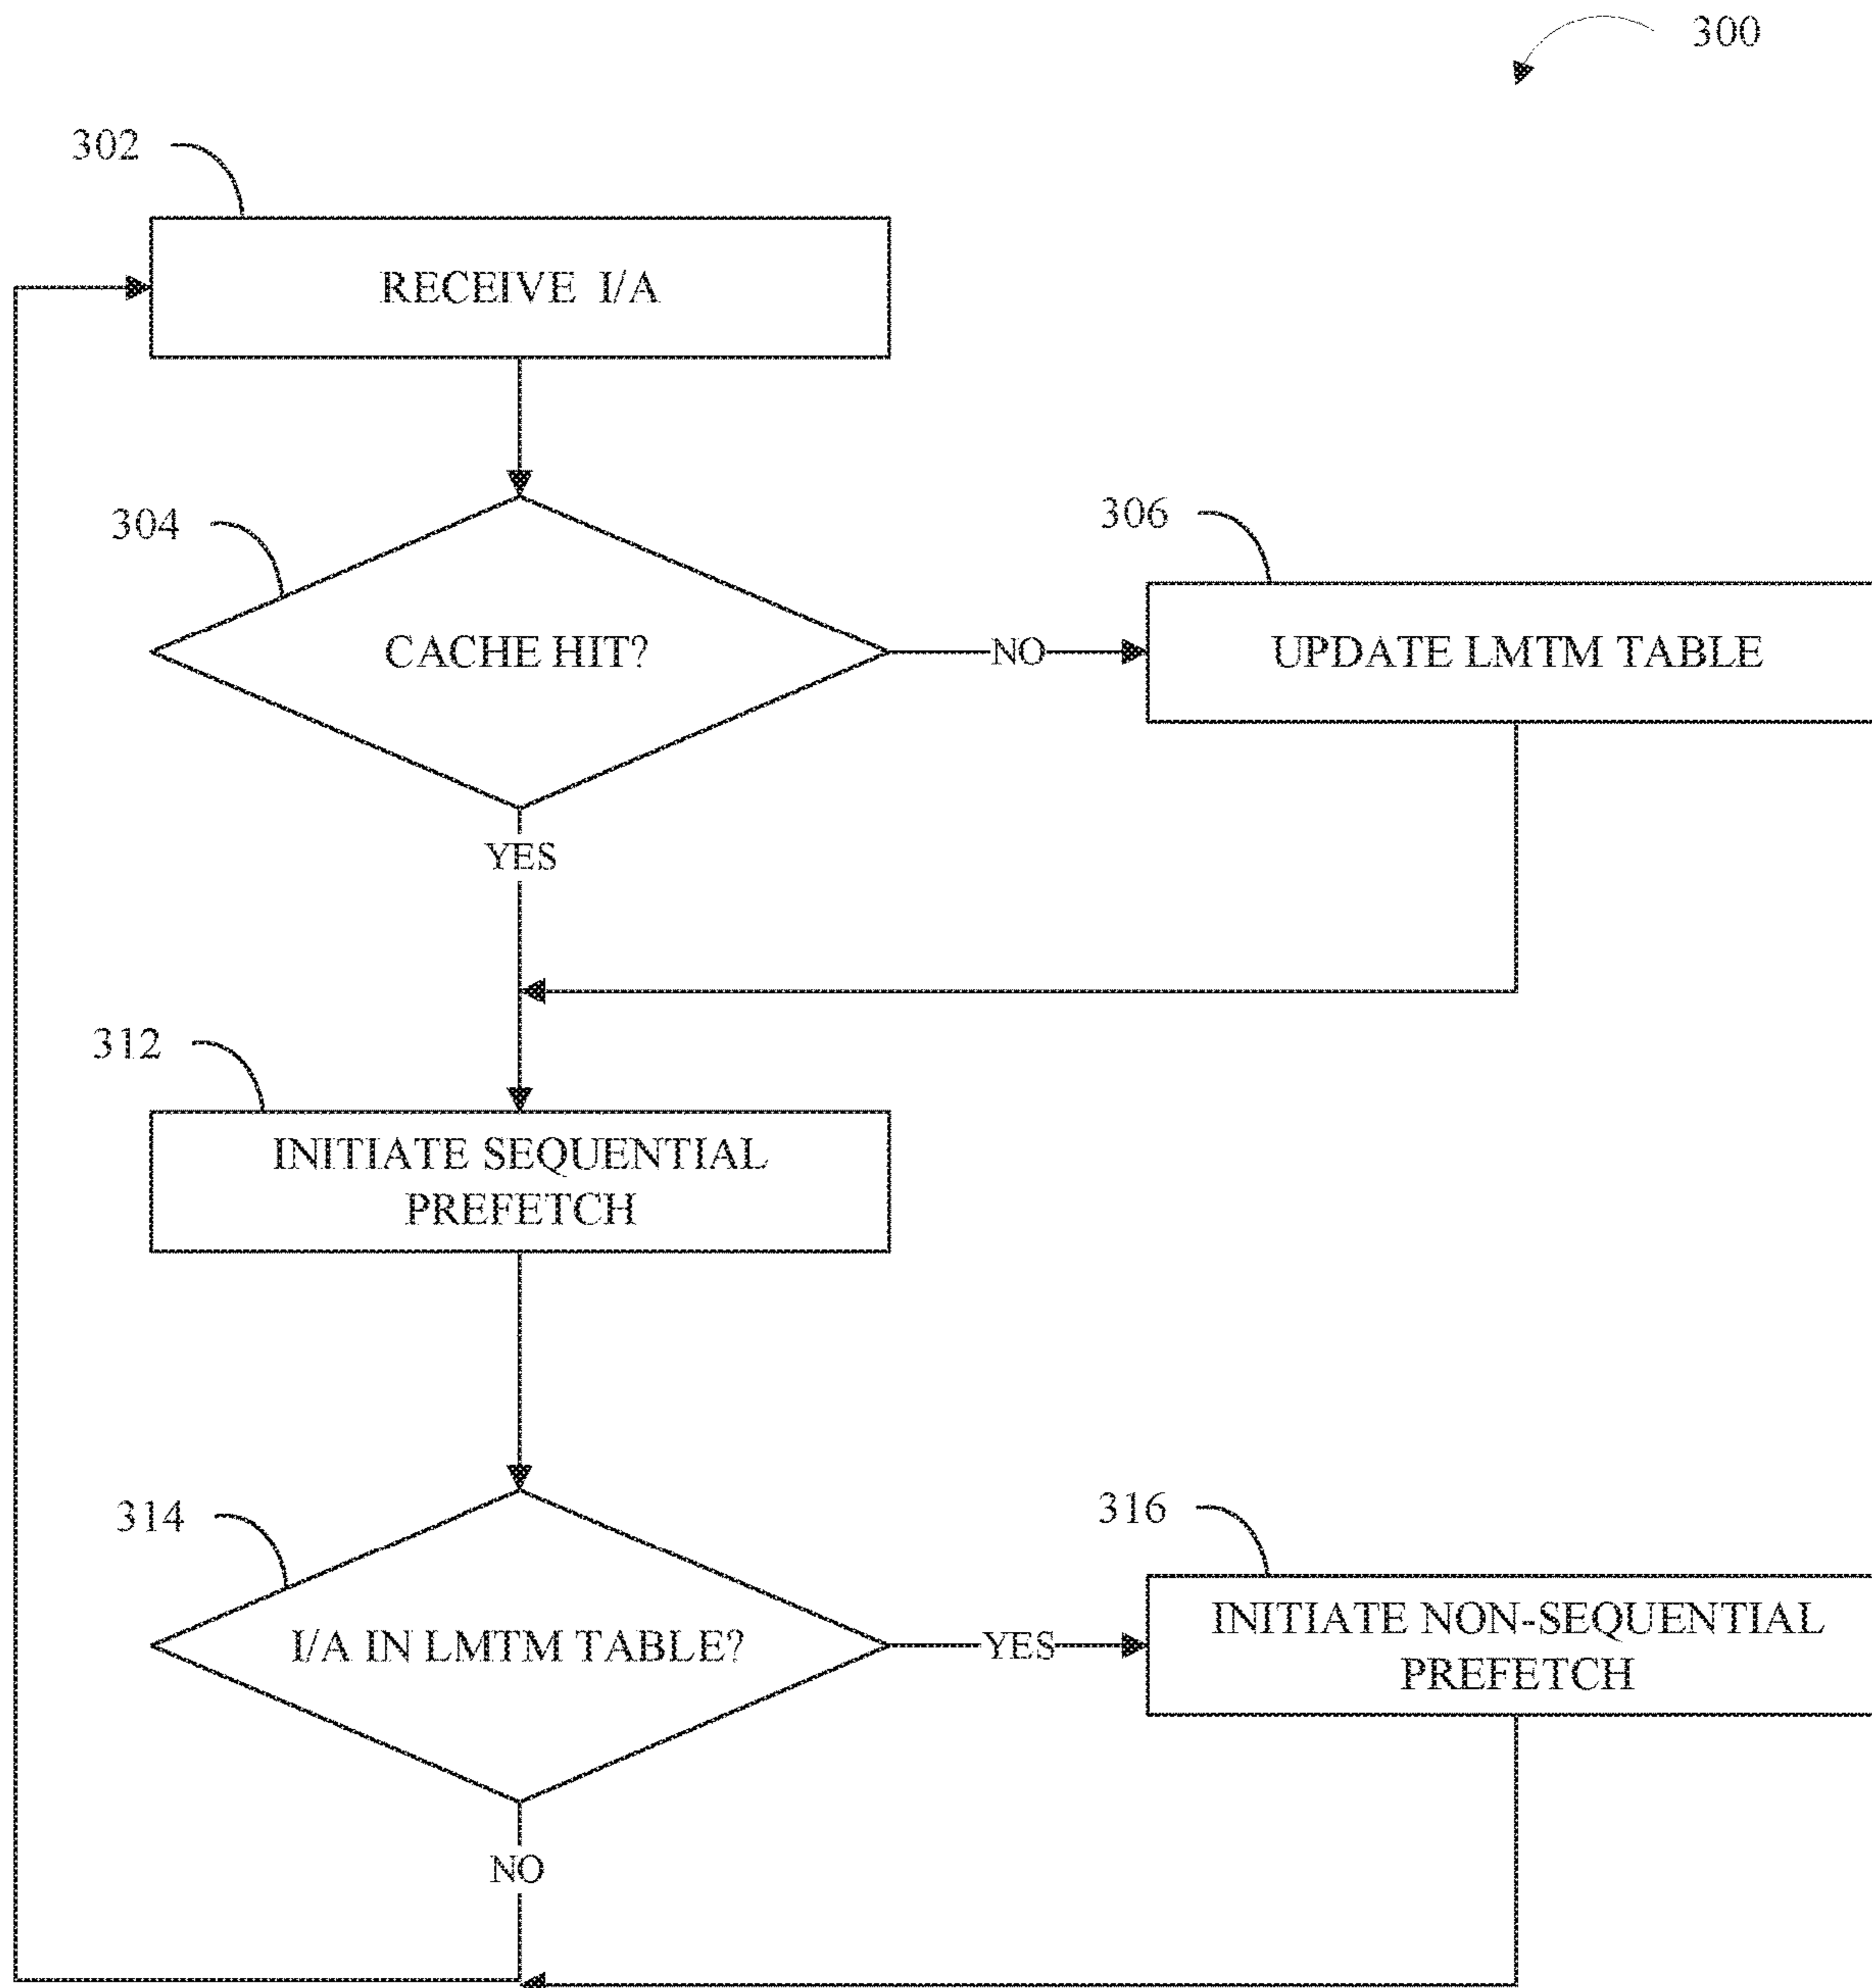 300
302
RECEIVE I/A
304
CACHE HIT?
NO
306
UPDATE LMTM TABLE
YES
312
INITIATE SEQUENTIAL
PREFETCH
314
I/A IN LMTM TABLE?
YES
316
INITIATE NON-SEQUENTIAL
PREFETCH
NO